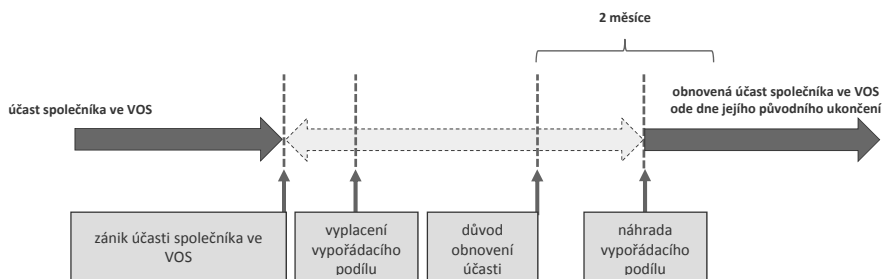 2 měsíce
účast společníka ve VOS
obnovená účast společníka ve VOS
ode dne jejího původního ukončení
zánik účasti společníka ve
VOS
vyplacení
vypořádacího
podílu
důvod
obnovení
účasti
náhrada
vypořádacího
podílu